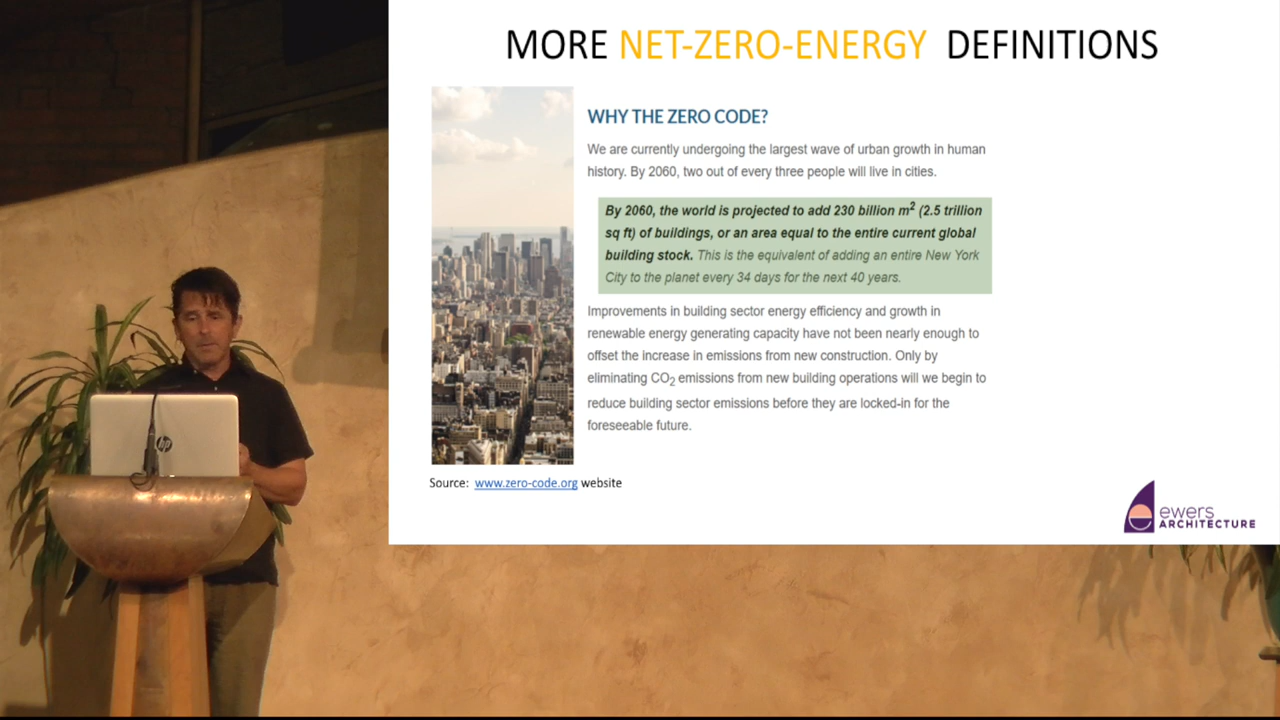 MORE NET-ZERO-ENERGY DEFINITIONS
WHY THE ZERO CODE?
We are currently undergoing the largest wave of urban growth in human
history. By 2060, two out of every three people will live in cities.
By 2060, the world is projected to add 230 billion m² (2.5 trillion
sq ft) of buildings, or an area equal to the entire current global
building stock. This is the equivalent of adding an entire New York
City to the planet every 34 days for the next 40 years.
Improvements in building sector energy efficiency and growth in
renewable energy generating capacity have not been nearly enough to
offset the increase in emissions from new construction. Only by
eliminating CO₂ emissions from new building operations will we begin to
reduce building sector emissions before they are locked-in for the
foreseeable future.
Source: www.zero-code.org website
ewers
ARCHITECTURE
hp